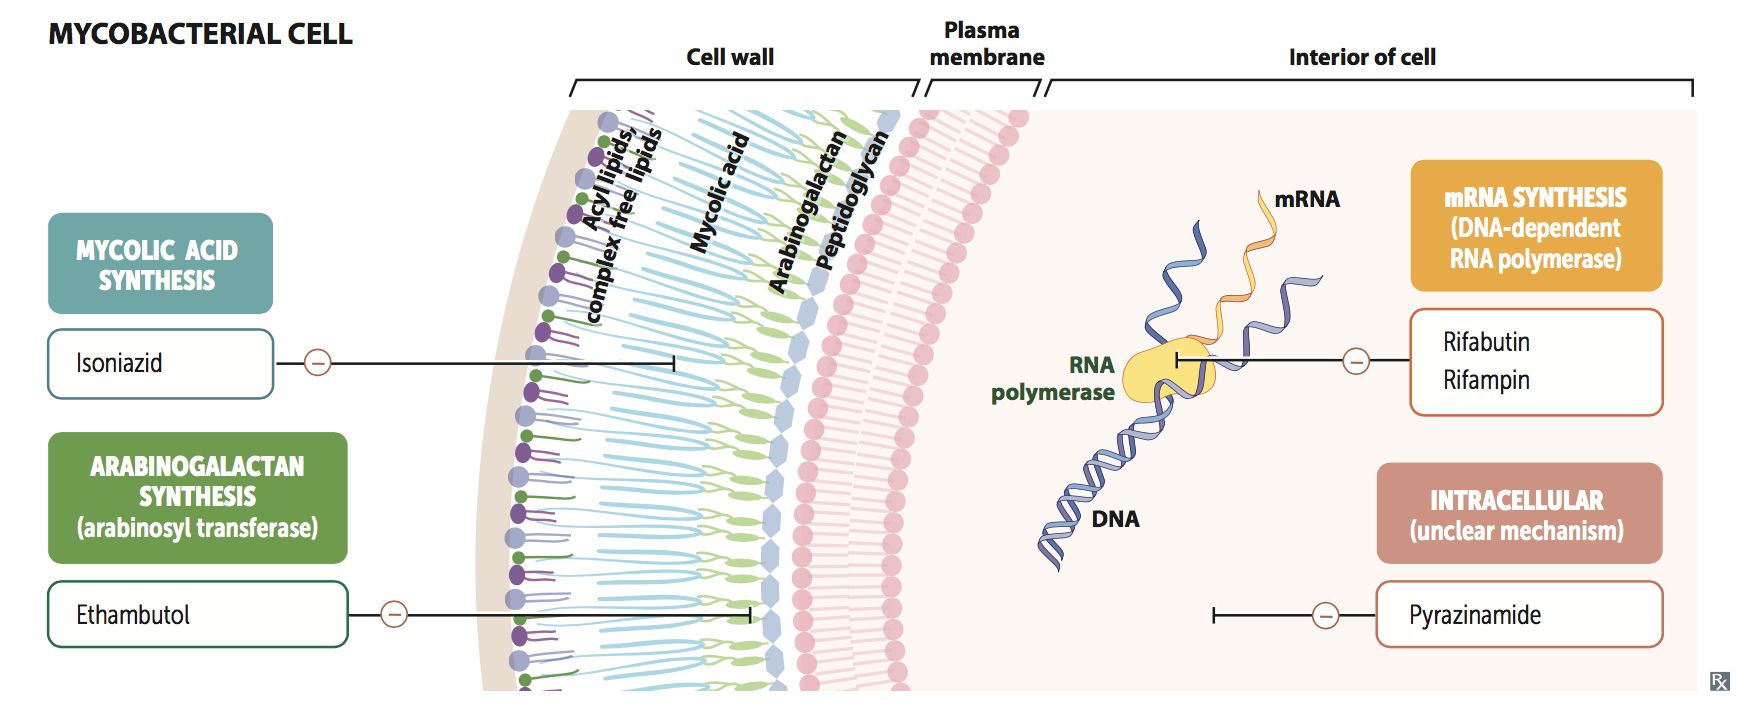 MYCOBACTERIAL CELL
Cell wall
Plasma
membrane
Interior of cell
Acyl lipids,
complex free lipids
Mycolic acid
Arabinogalactan
Peptidoglycan
MYCOLIC ACID
SYNTHESIS
Isoniazid
ARABINOGALACTAN
SYNTHESIS
(arabinosyl transferase)
Ethambutol
mRNA
RNA
polymerase
DNA
mRNA SYNTHESIS
(DNA-dependent
RNA polymerase)
Rifabutin
Rifampin
INTRACELLULAR
(unclear mechanism)
Pyrazinamide
Rx